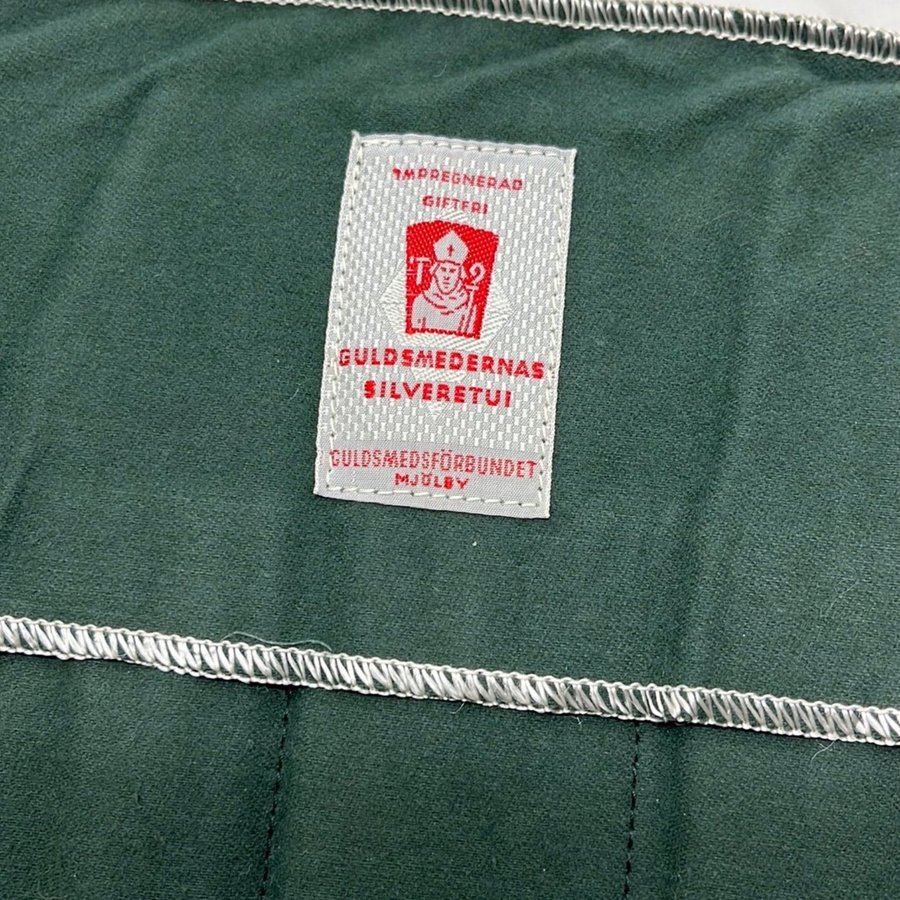 IMPREGNERAD
GIFTFRI
GULDSMEDERNAS
SILVERETUI
GULDSMEDSFÖRBUNDET
MJÖLBY